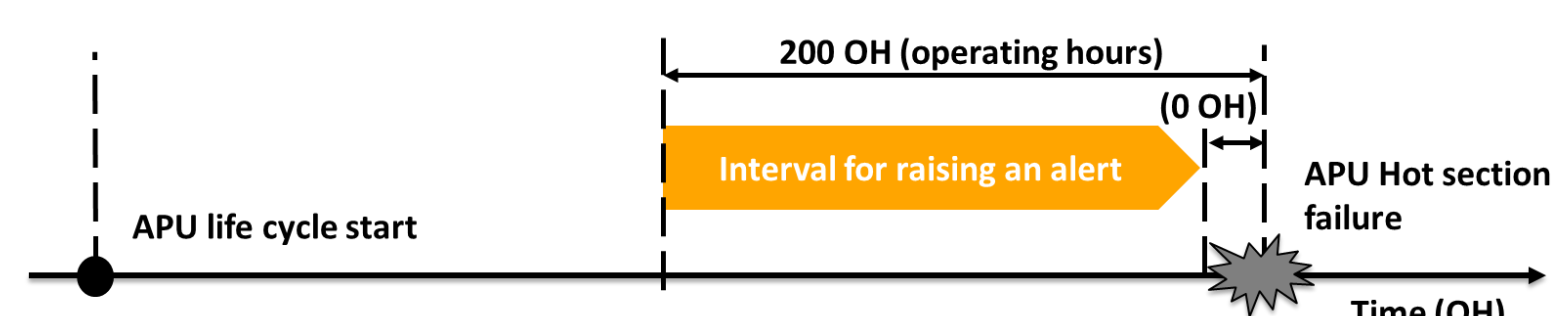 200 OH (operating hours)
(0 OH)
Interval for raising an alert
APU Hot section
failure
APU life cycle start
Time (OH)